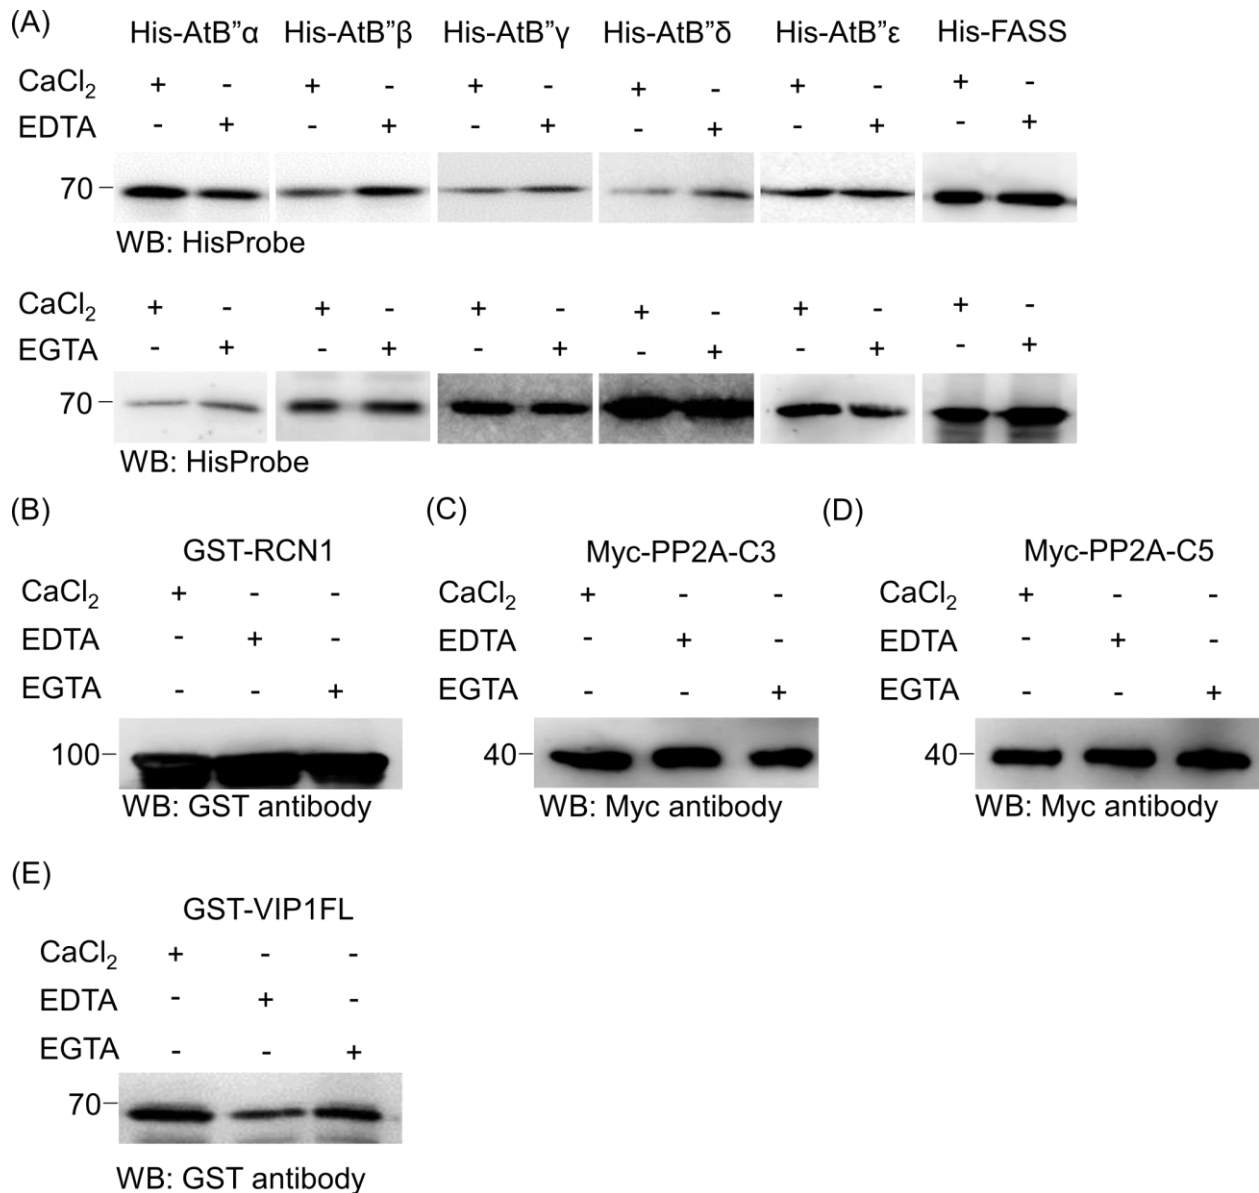 (A)
His-AtB”α His-AtB”β His-AtB”γ His-AtB”δ His-AtB”ε His-FASS
CaCl₂ + - + - + - + - + - + -
EDTA - + - + - + - + - + - +
70
WB: HisProbe
CaCl₂ + - + - + - + - + - + -
EGTA - + - + - + - + - + - +
70
WB: HisProbe
(B)
GST-RCN1
CaCl₂ + - -
EDTA - + -
EGTA - - +
100
WB: GST antibody
(C)
Myc-PP2A-C3
CaCl₂ + - -
EDTA - + -
EGTA - - +
40
WB: Myc antibody
(D)
Myc-PP2A-C5
CaCl₂ + - -
EDTA - + -
EGTA - - +
40
WB: Myc antibody
(E)
GST-VIP1FL
CaCl₂ + - -
EDTA - + -
EGTA - - +
70
WB: GST antibody